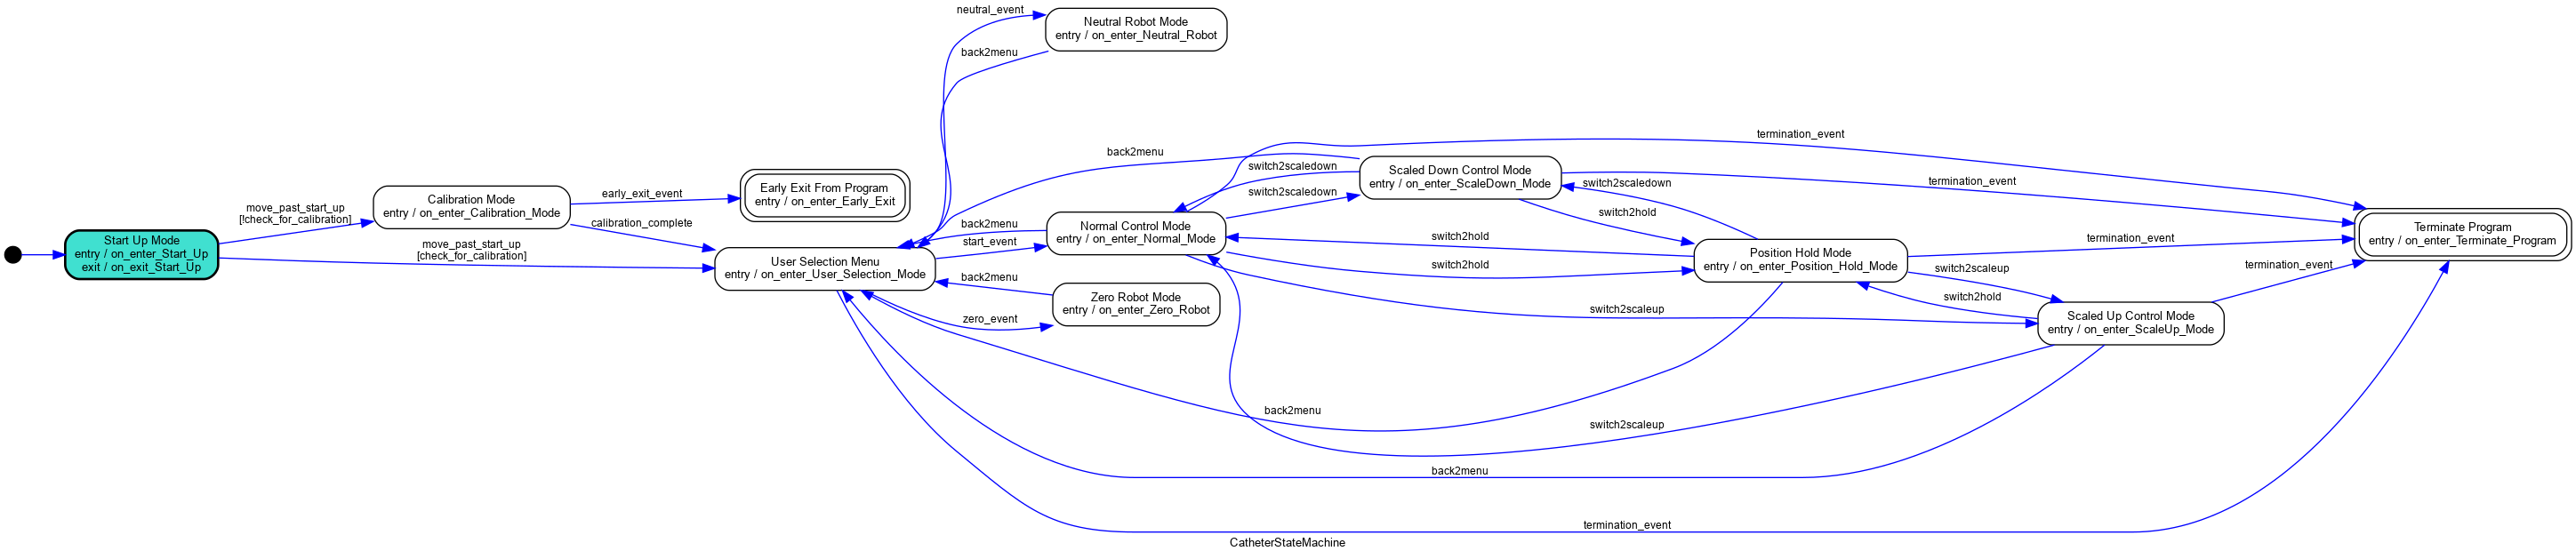 neutral_event
Neutral Robot Mode
entry / on_enter_Neutral_Robot
back2menu
termination_event
back2menu
switch2scaledown
Scaled Down Control Mode
entry / on_enter_ScaleDown_Mode
switch2scaledown
termination_event
Early Exit From Program
entry / on_enter_Early_Exit
early_exit_event
Calibration Mode
entry / on_enter_Calibration_Mode
switch2scaledown
move_past_start_up
[!check_for_calibration]
calibration_complete
back2menu
Normal Control Mode
entry / on_enter_Normal_Mode
switch2hold
Terminate Program
entry / on_enter_Terminate_Program
Start Up Mode
entry / on_enter_Start_Up
exit / on_exit_Start_Up
move_past_start_up
[check_for_calibration]
start_event
switch2hold
termination_event
User Selection Menu
entry / on_enter_User_Selection_Mode
switch2hold
Position Hold Mode
entry / on_enter_Position_Hold_Mode
switch2scaleup
termination_event
back2menu
Zero Robot Mode
entry / on_enter_Zero_Robot
switch2hold
zero_event
switch2scaleup
Scaled Up Control Mode
entry / on_enter_ScaleUp_Mode
back2menu
switch2scaleup
back2menu
termination_event
CatheterStateMachine